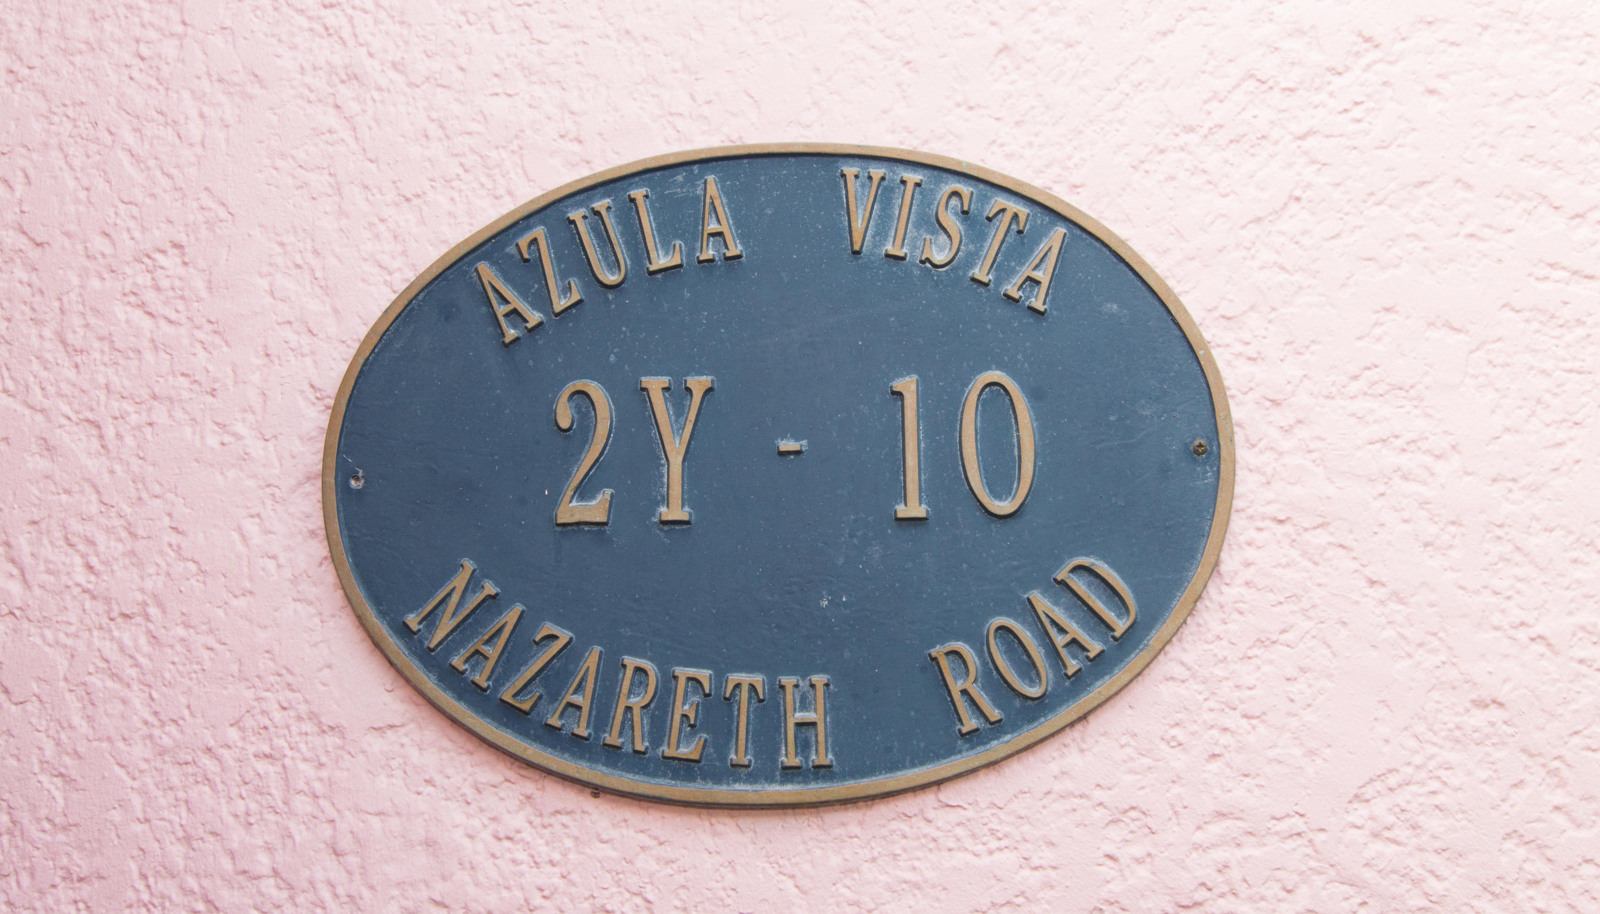 AZULA VISTA
2Y - 10
NAZARETH ROAD